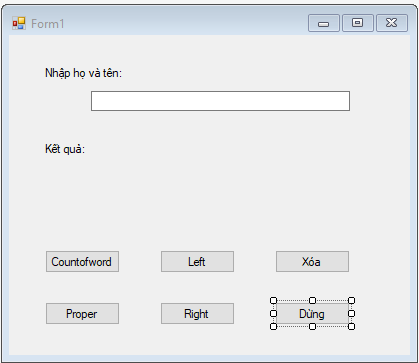 Form1
Nhập họ và tên:
Kết quả:
Countofword Left Xóa
Proper Right Dừng